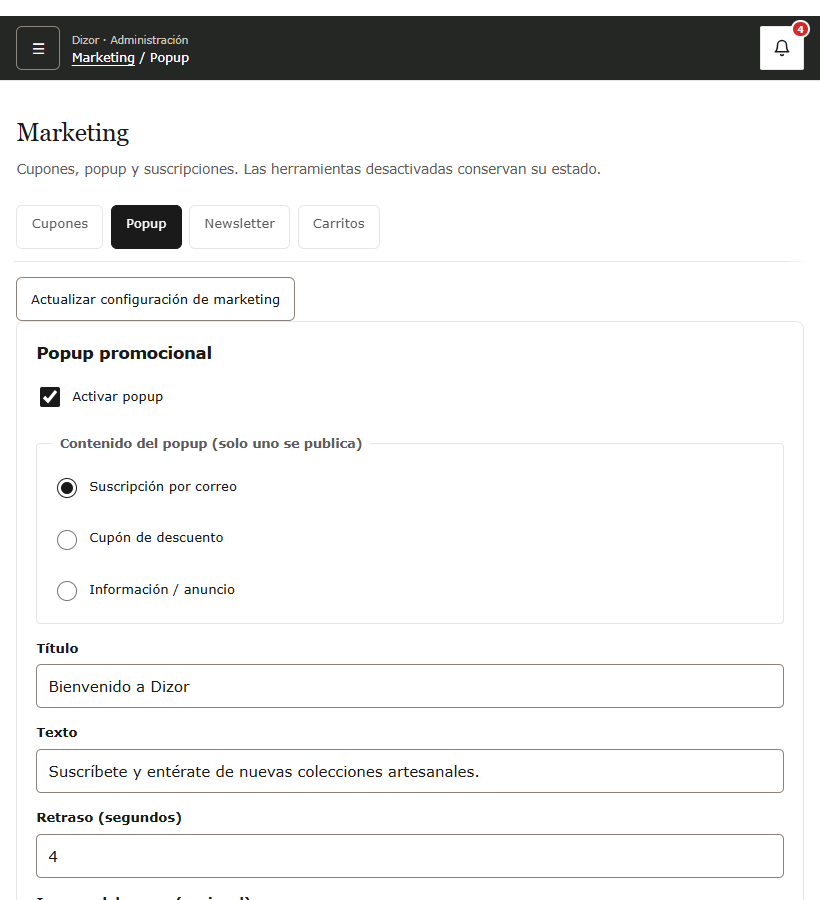 Dizor · Administración
4
Marketing / Popup
Marketing
Cupones, popup y suscripciones. Las herramientas desactivadas conservan su estado.
Cupones Popup Newsletter Carritos
Actualizar configuración de marketing
Popup promocional
Activar popup
Contenido del popup (solo uno se publica)
Suscripción por correo
Cupón de descuento
Información / anuncio
Título
Bienvenido a Dizor
Texto
Suscríbete y entérate de nuevas colecciones artesanales.
Retraso (segundos)
4